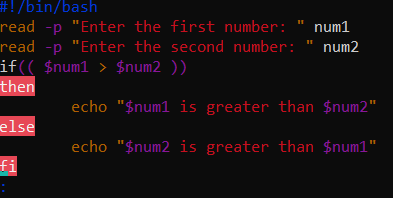 #!/bin/bash
read -p "Enter the first number: " num1
read -p "Enter the second number: " num2
if(( $num1 > $num2 ))
then
        echo "$num1 is greater than $num2"
else
        echo "$num2 is greater than $num1"
fi
: